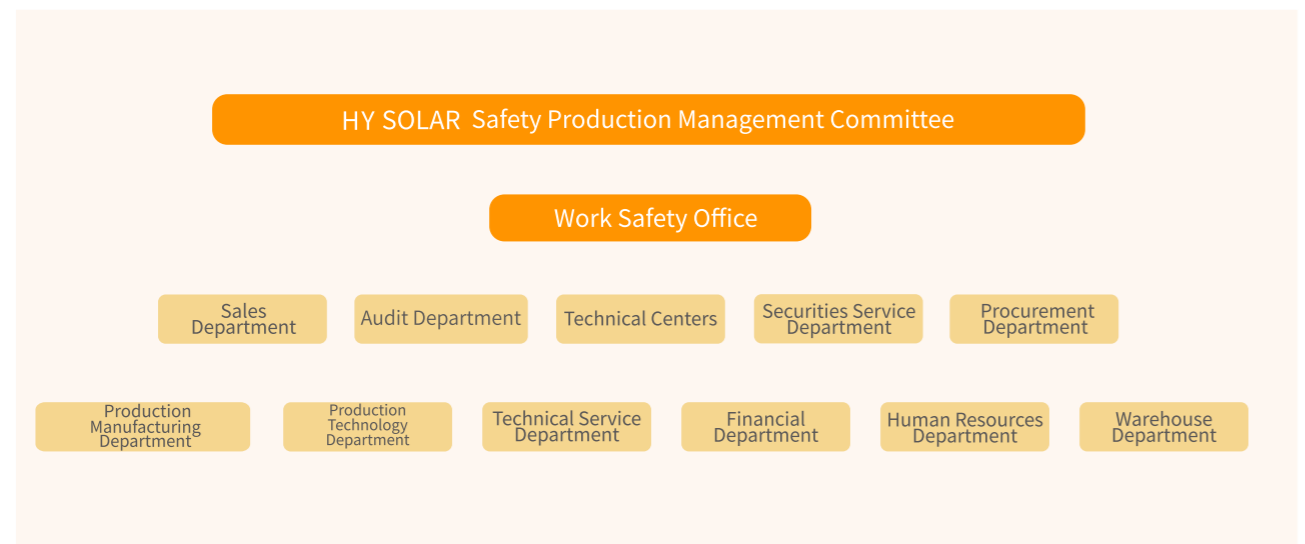 HY SOLAR Safety Production Management Committee
Work Safety Office
Sales
Department
Audit Department
Technical Centers
Securities Service
Department
Procurement
Department
Production
Manufacturing
Department
Production
Technology
Department
Technical Service
Department
Financial
Department
Human Resources
Department
Warehouse
Department